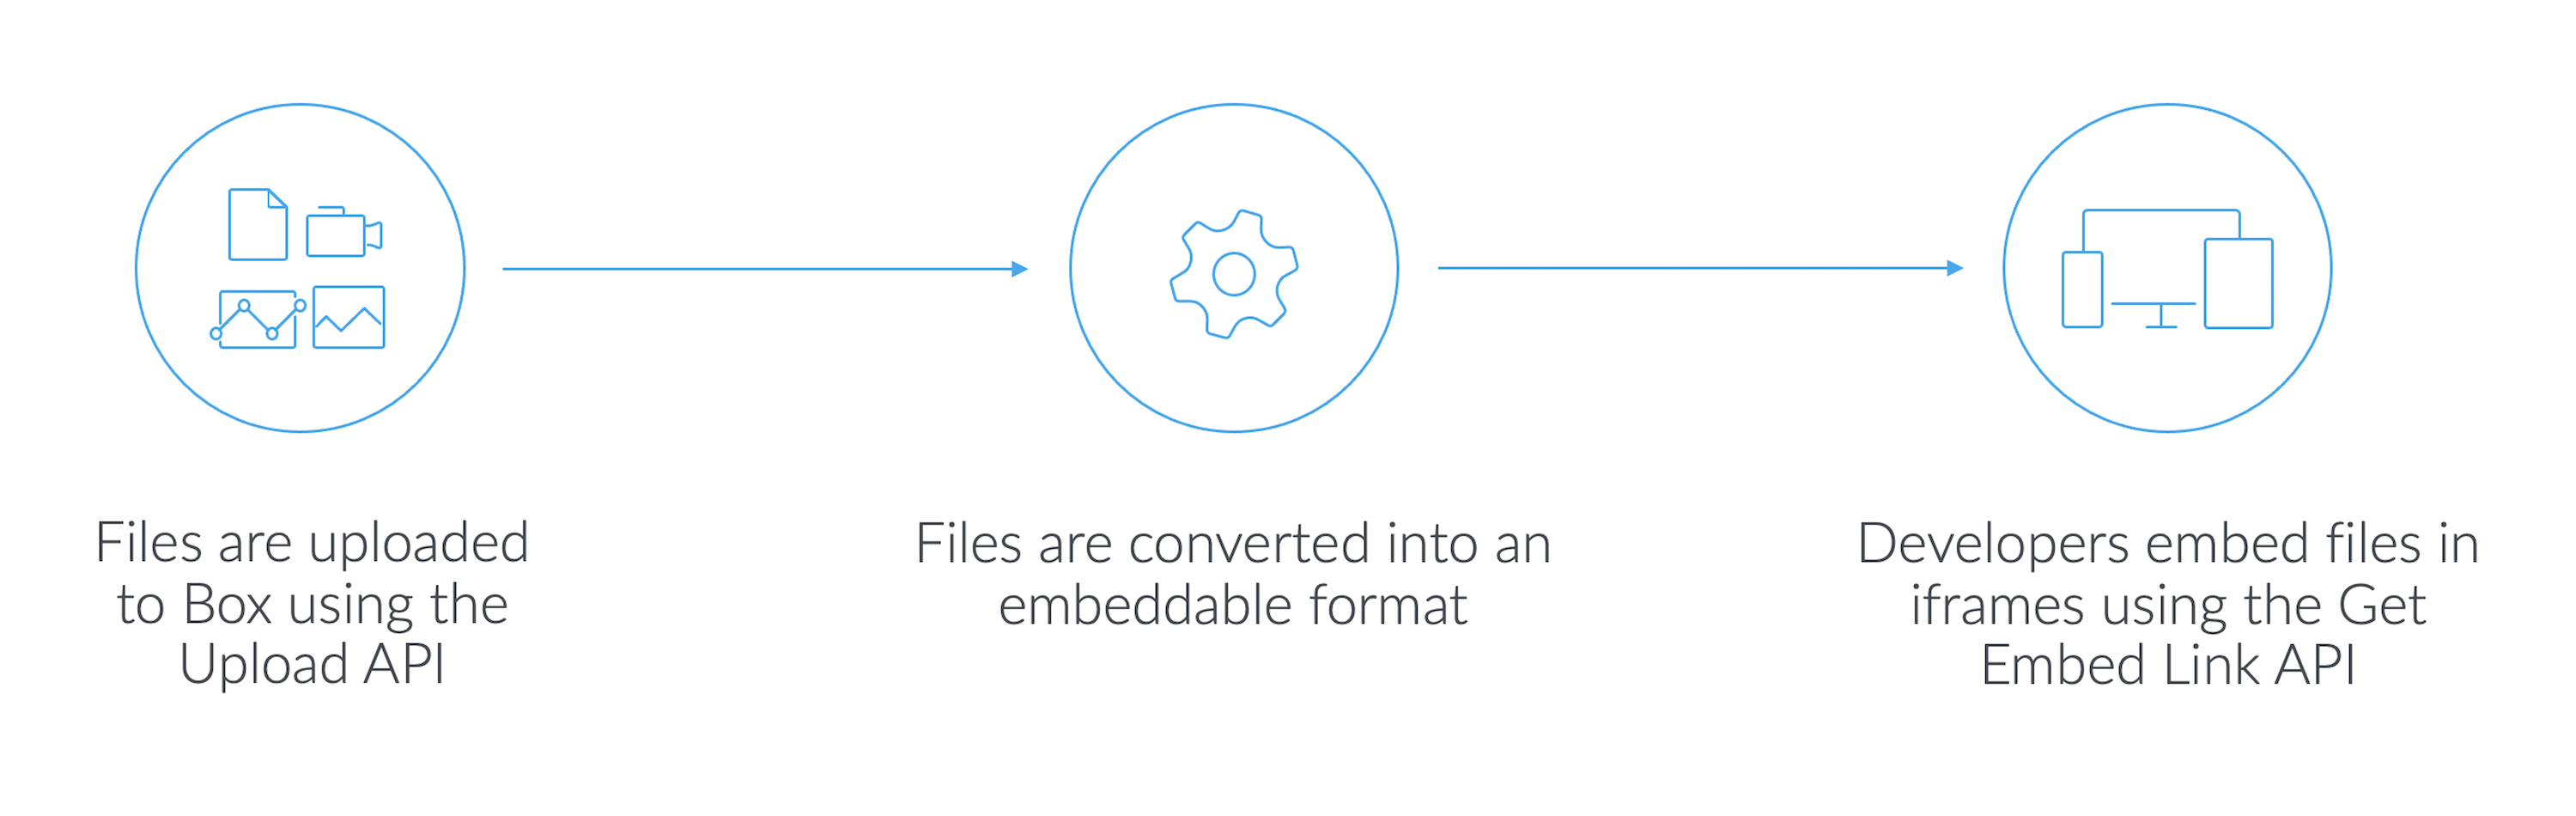 Files are uploaded
to Box using the
Upload API
Files are converted into an
embeddable format
Developers embed files in
iframes using the Get
Embed Link API